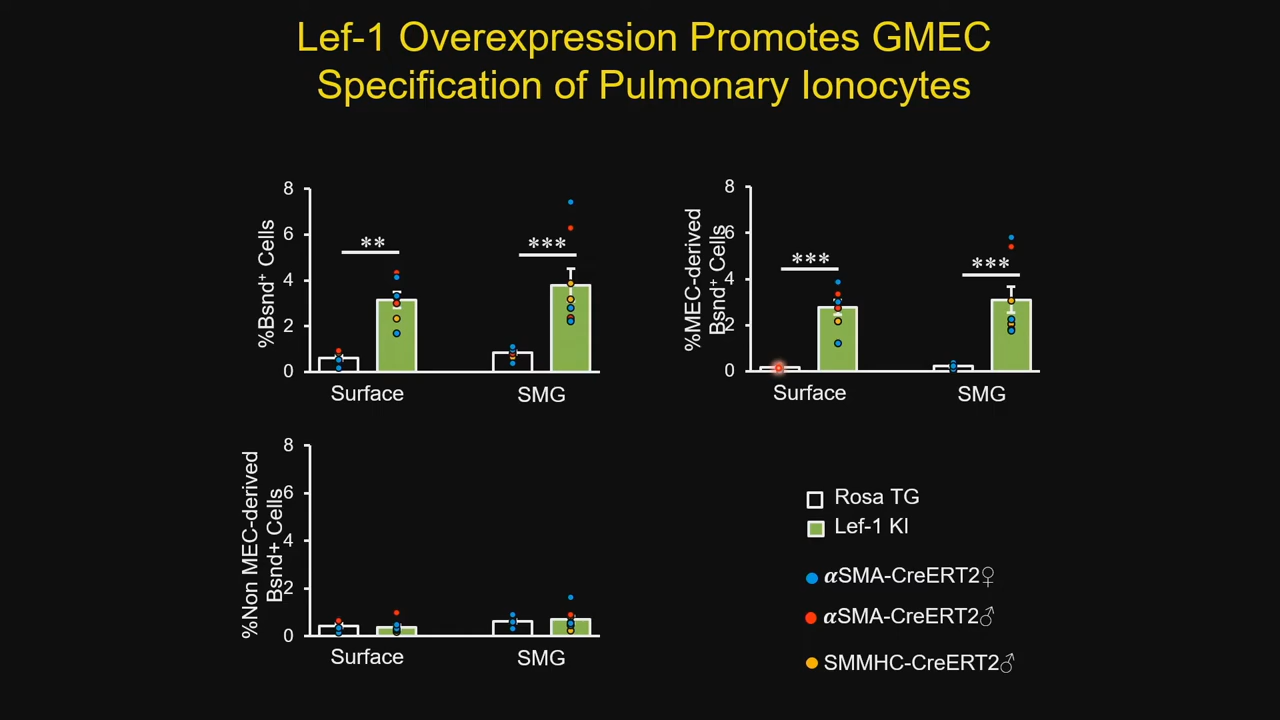 Lef-1 Overexpression Promotes GMEC
Specification of Pulmonary Ionocytes
%Bsnd⁺ Cells
8
6
4
2
0
**
***
Surface
SMG
%MEC-derived
Bsnd⁺ Cells
8
6
4
2
0
***
***
Surface
SMG
%Non MEC-derived
Bsnd+ Cells
8
6
4
2
0
Surface
SMG
Rosa TG
Lef-1 KI
αSMA-CreERT2♀
αSMA-CreERT2♂
SMMHC-CreERT2♂